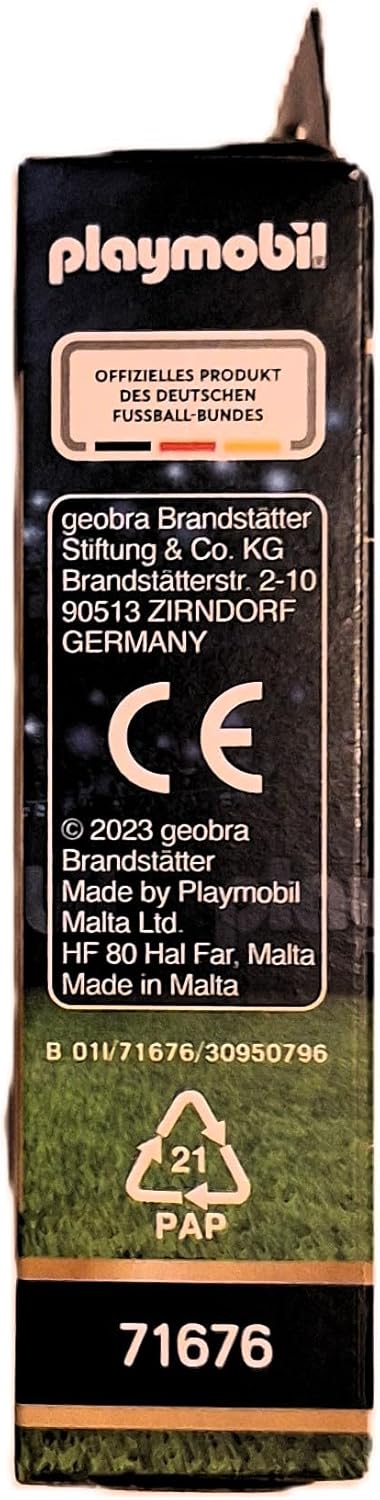 playmobil
OFFIZIELLES PRODUKT
DES DEUTSCHEN
FUSSBALL-BUNDES
geobra Brandstätter
Stiftung & Co. KG
Brandstätterstr. 2-10
90513 ZIRNDORF
GERMANY
CE
© 2023 geobra
Brandstätter
Made by Playmobil
Malta Ltd.
HF 80 Hal Far, Malta
Made in Malta
B 01I/71676/30950796
21
PAP
71676